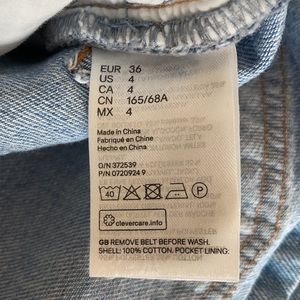 EUR 36
US 4
CA 4
CN 165/68A
MX 4
Made in China
Fabriqué en Chine
Hecho en China
O/N 372539
P/N 0720924 9
40 P
clevercare.info
GB REMOVE BELT BEFORE WASH.
SHELL: 100% COTTON. POCKET LINING: